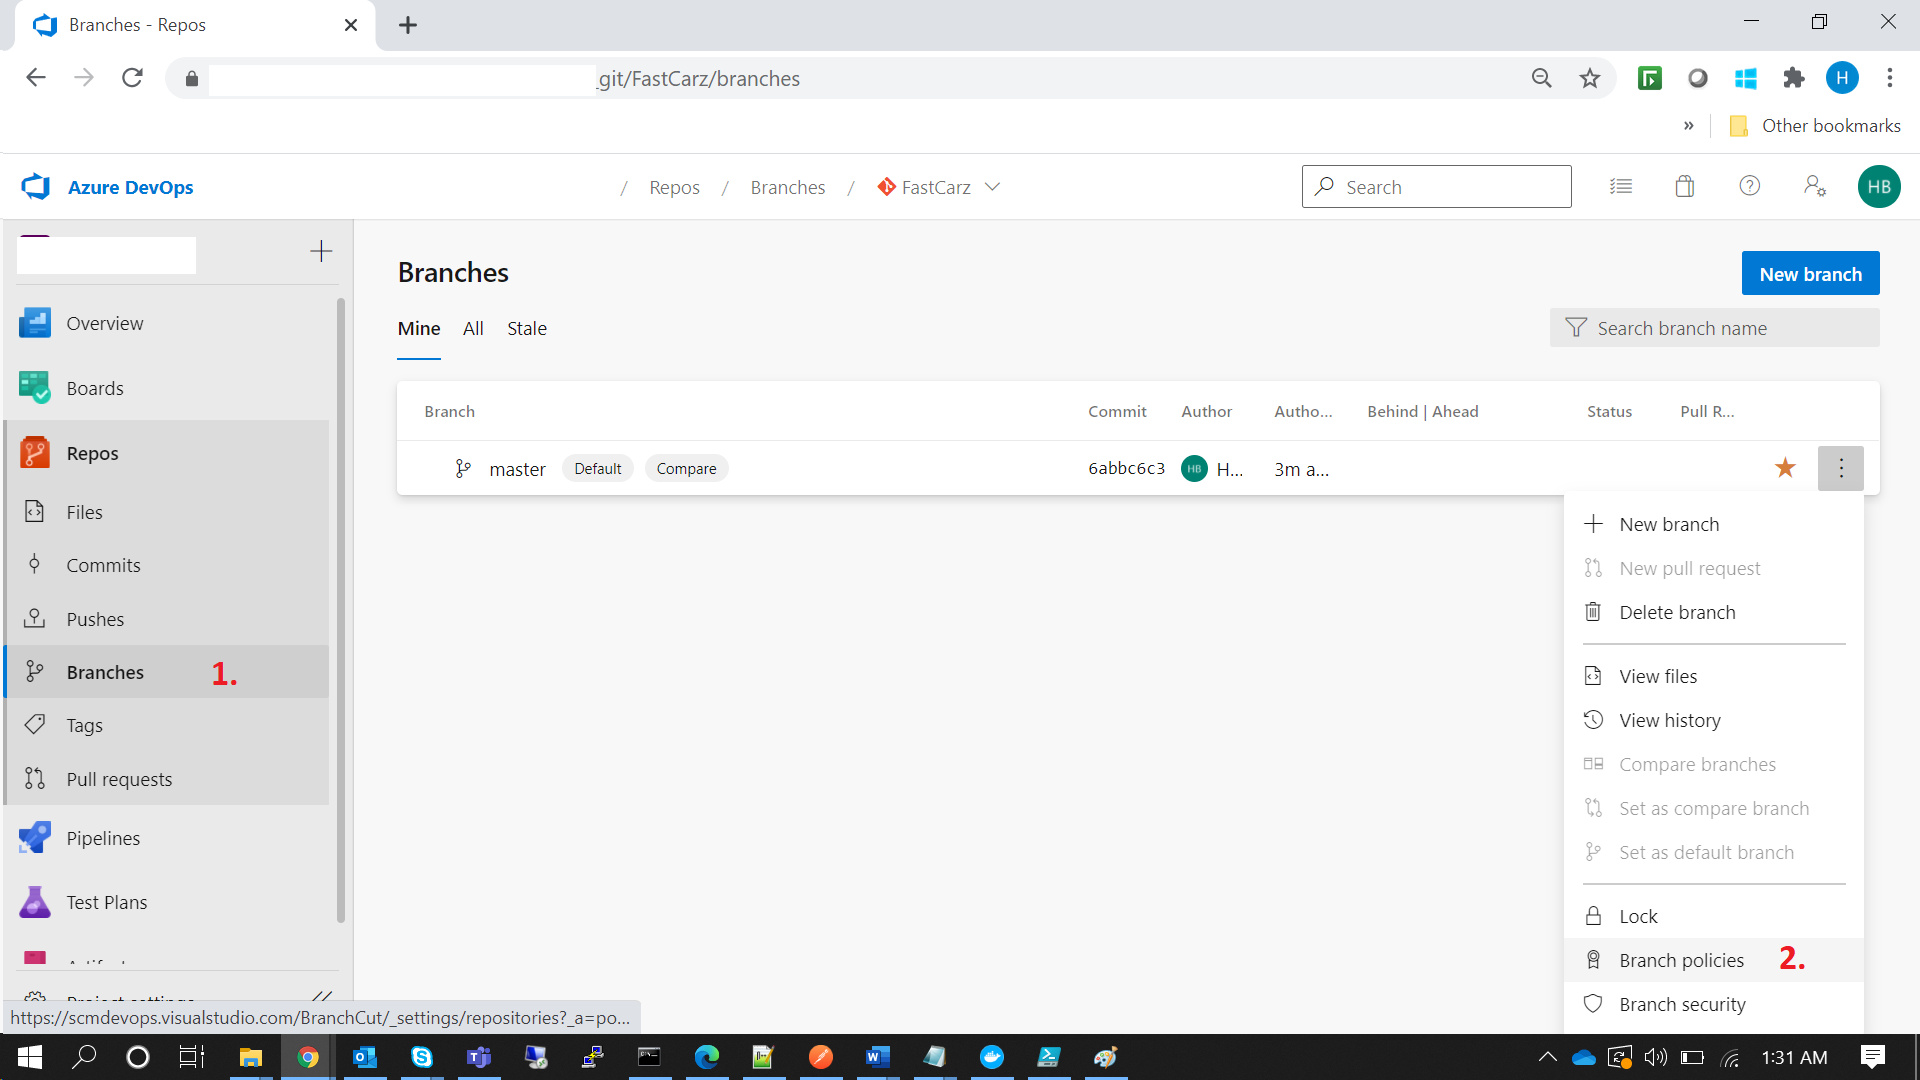 Branches - Repos
_git/FastCarz/branches
H
»
Other bookmarks
Azure DevOps
/ Repos / Branches / FastCarz
Search
HB
Overview
Boards
Repos
Files
Commits
Pushes
Branches 1.
Tags
Pull requests
Pipelines
Test Plans
Project settings
https://scmdevops.visualstudio.com/BranchCut/_settings/repositories?_a=po...
Branches
New branch
Mine All Stale
Search branch name
Branch Commit Author Autho... Behind | Ahead Status Pull R...
master Default Compare 6abbc6c3 HB H... 3m a...
New branch
New pull request
Delete branch
View files
View history
Compare branches
Set as compare branch
Set as default branch
Lock
Branch policies 2.
Branch security
1:31 AM